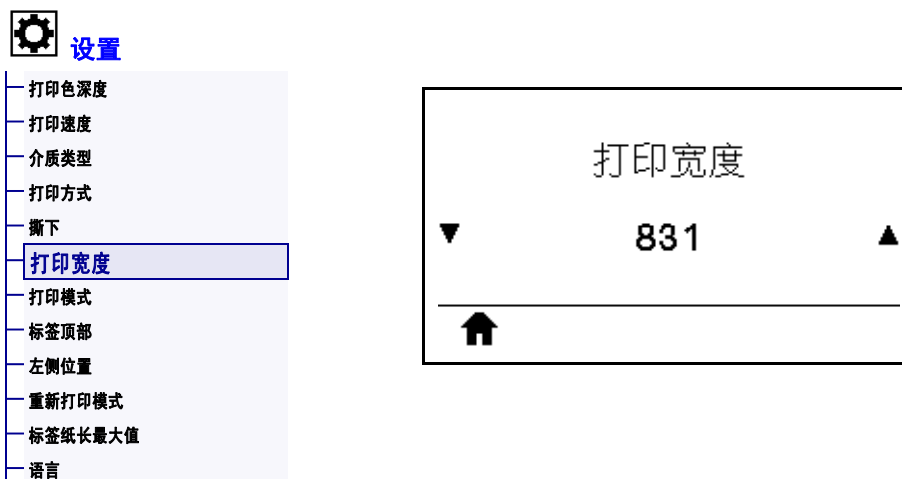 设置
打印色深度
打印速度
介质类型
打印方式
撕下
打印宽度
打印模式
标签顶部
左侧位置
重新打印模式
标签纸长最大值
语言
打印宽度
▼ 831 ▲